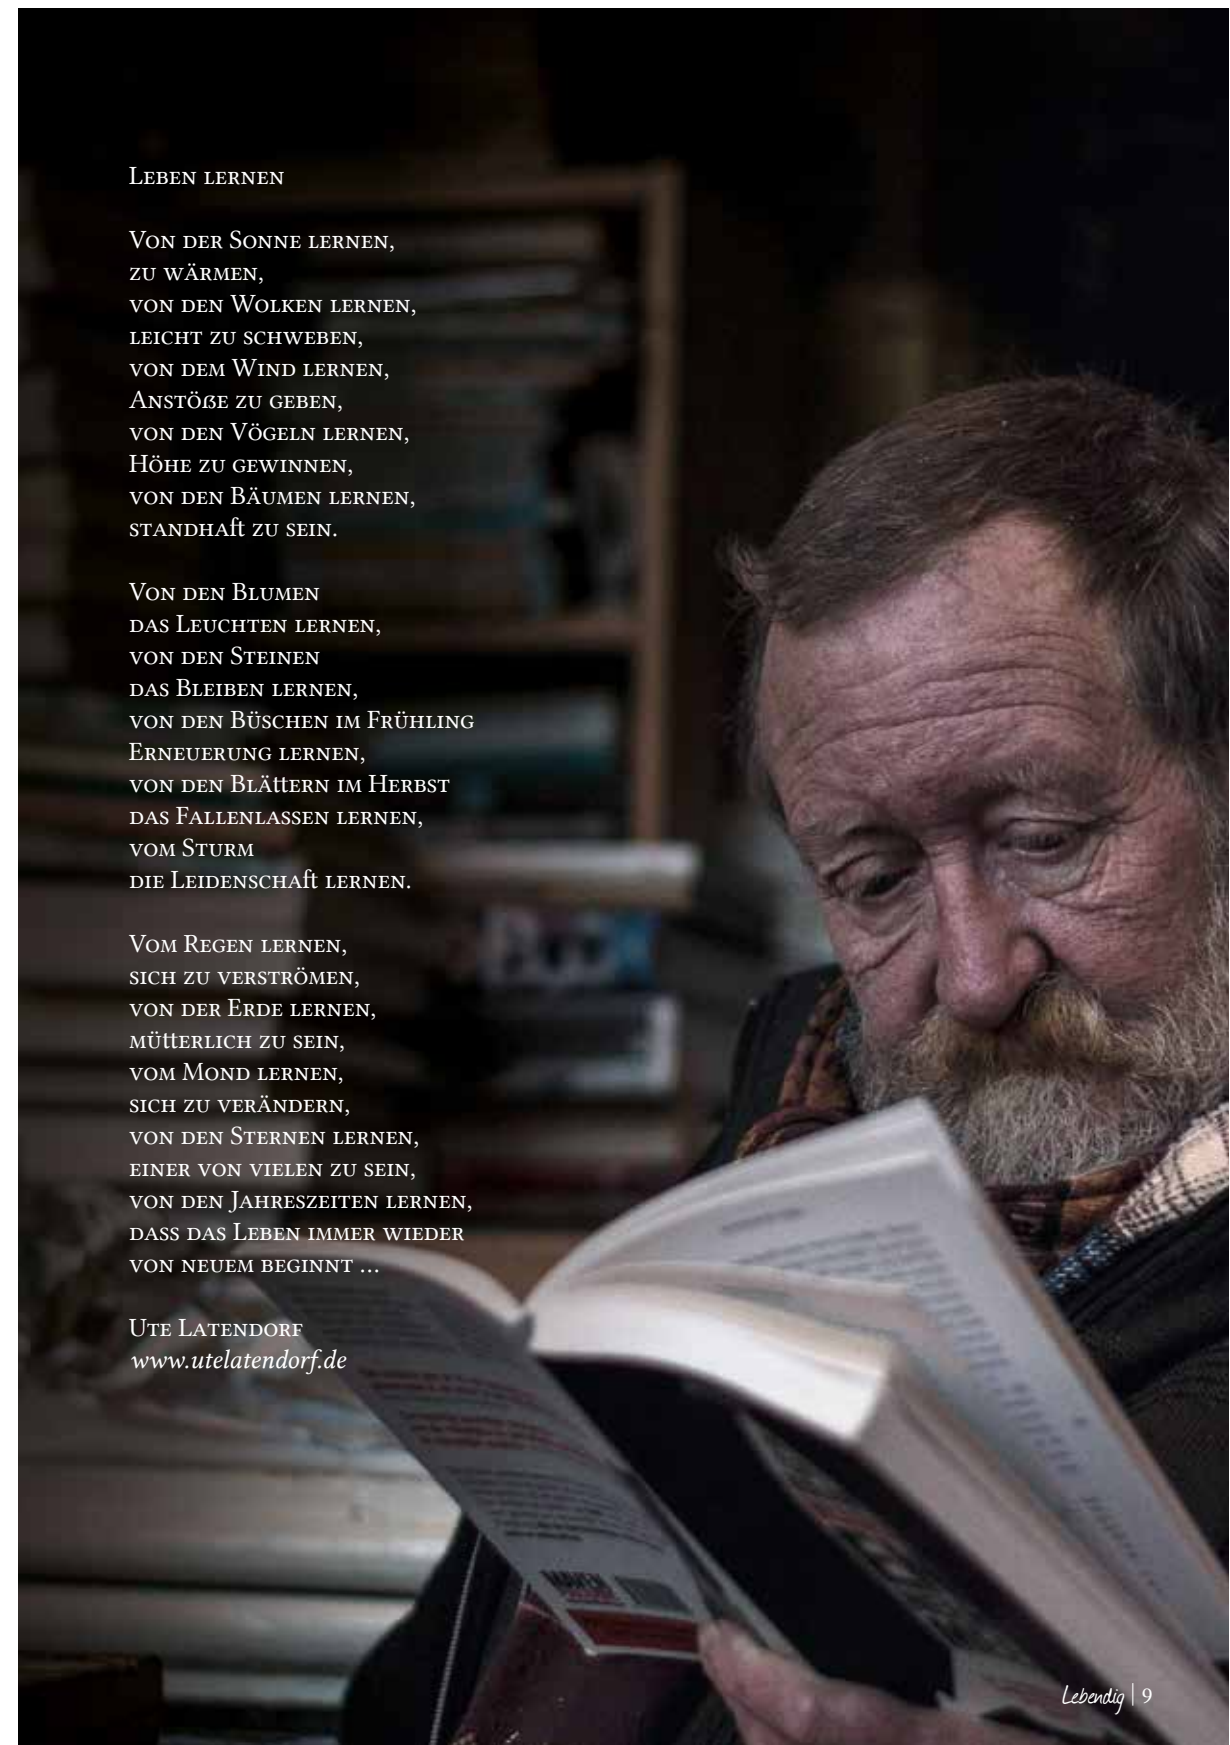 Leben lernen

Von der Sonne lernen,
zu wärmen,
von den Wolken lernen,
leicht zu schweben,
von dem Wind lernen,
Anstöße zu geben,
von den Vögeln lernen,
Höhe zu gewinnen,
von den Bäumen lernen,
standhaft zu sein.

Von den Blumen
das Leuchten lernen,
von den Steinen
das Bleiben lernen,
von den Büschen im Frühling
Erneuerung lernen,
von den Blättern im Herbst
das Fallenlassen lernen,
vom Sturm
die Leidenschaft lernen.

Vom Regen lernen,
sich zu verströmen,
von der Erde lernen,
mütterlich zu sein,
vom Mond lernen,
sich zu verändern,
von den Sternen lernen,
einer von vielen zu sein,
von den Jahreszeiten lernen,
dass das Leben immer wieder
von neuem beginnt ...

Ute Latendorf
www.utelatendorf.de
Lebendig | 9